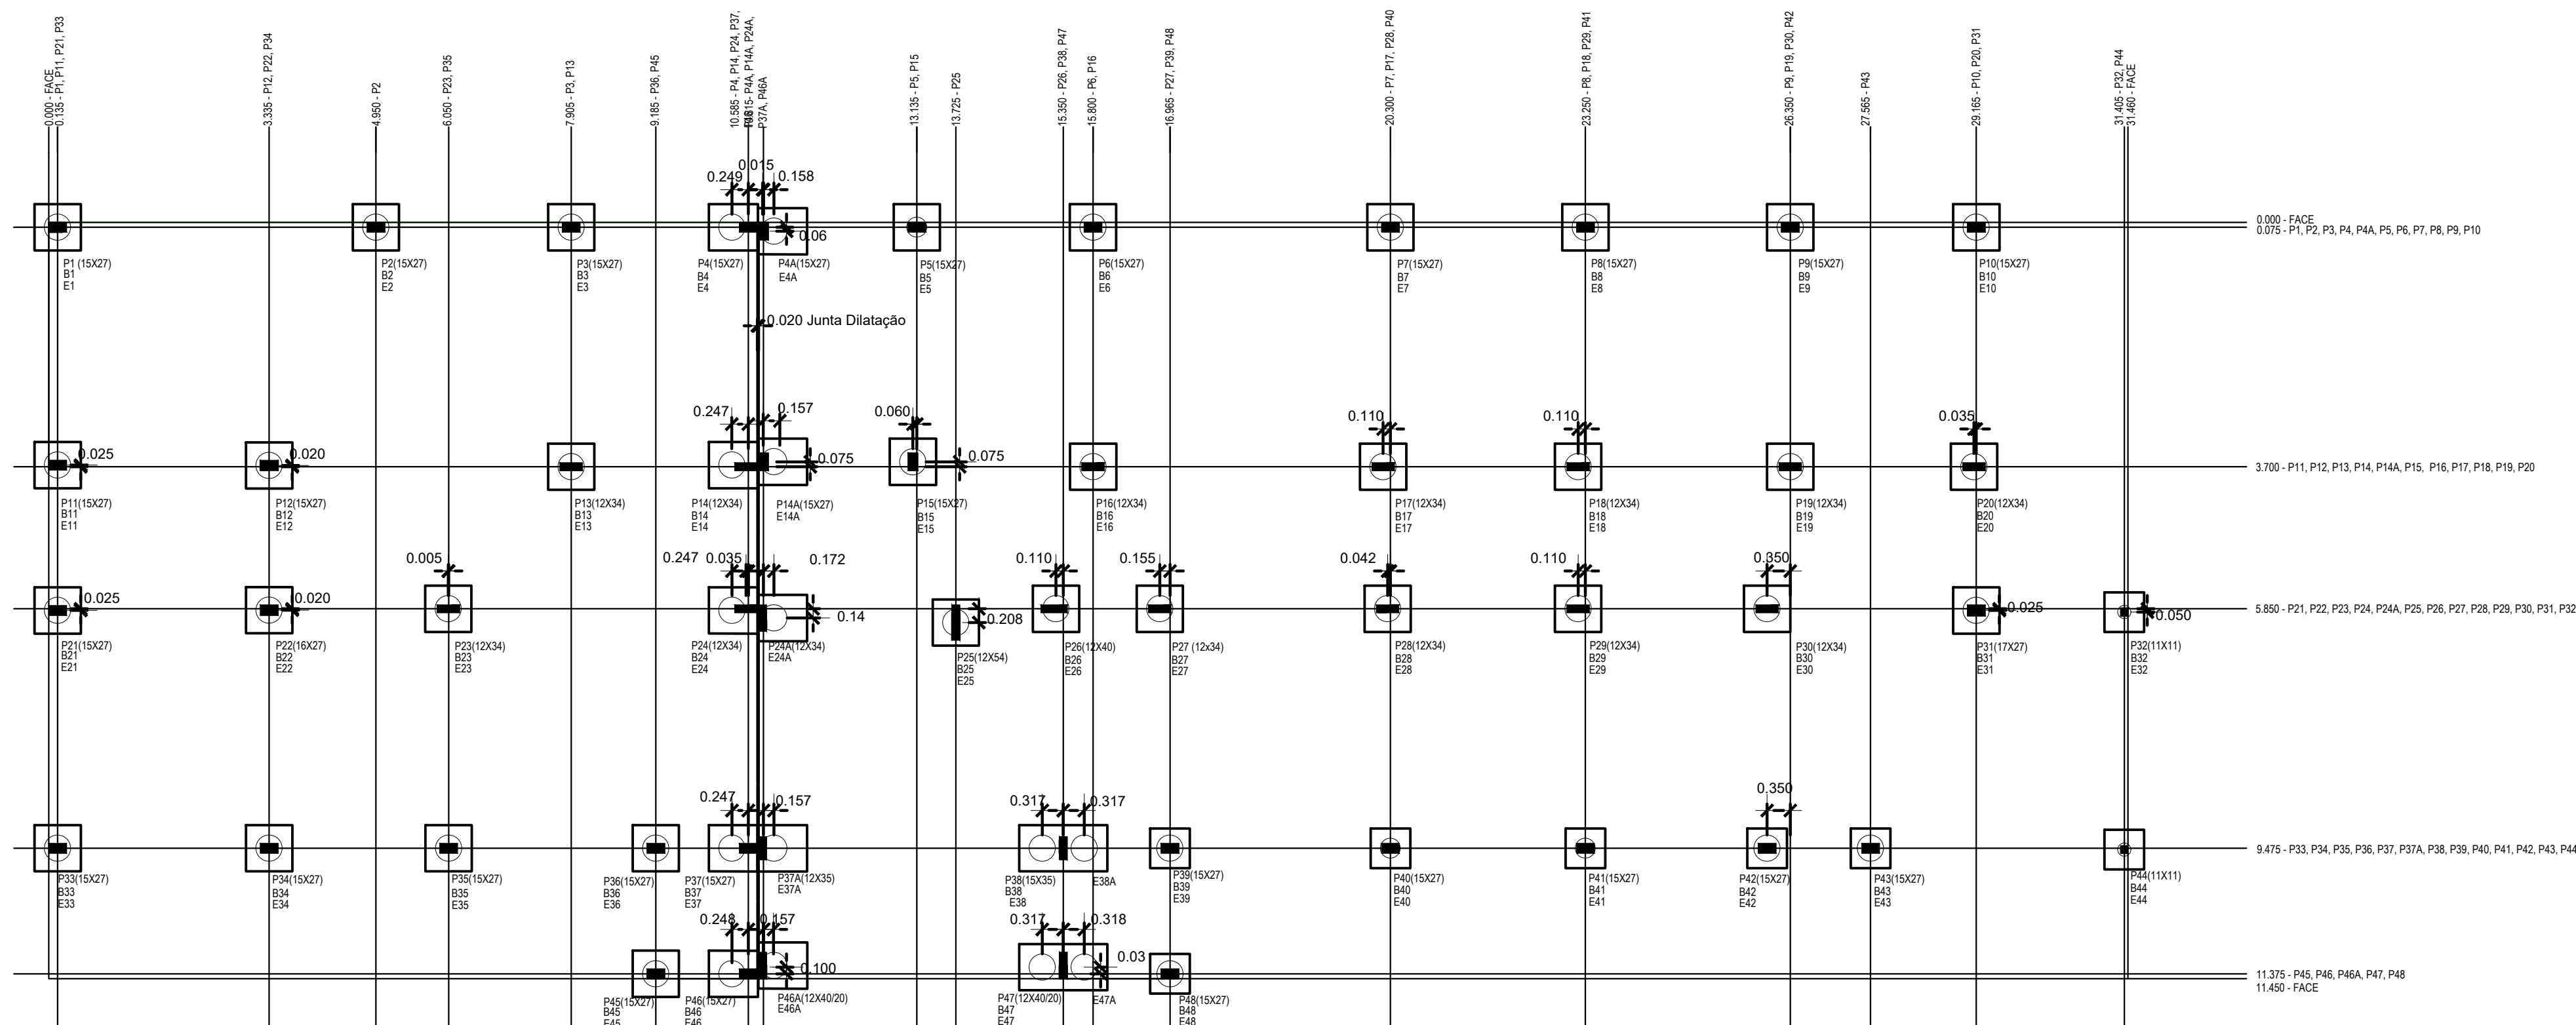 0.000 - FACE
0.135 - P1, P11, P21, P33
3.335 - P12, P22, P34
4.950 - P2
6.050 - P23, P35
7.905 - P3, P13
9.185 - P36, P45
10.585 - P4, P14, P24, P37,
P4A, P14A, P24A,
P37A, P46A
13.135 - P5, P15
13.725 - P25
15.350 - P26, P38, P47
15.800 - P6, P16
16.965 - P27, P39, P48
20.300 - P7, P17, P28, P40
23.250 - P8, P18, P29, P41
26.350 - P9, P19, P30, P42
27.565 - P43
29.165 - P10, P20, P31
31.405 - P32, P44
31.460 - FACE
0.015
0.249
0.158
0.06
0.000 - FACE
0.075 - P1, P2, P3, P4, P4A, P5, P6, P7, P8, P9, P10
P1 (15X27)
B1
E1
P2(15X27)
B2
E2
P3(15X27)
B3
E3
P4(15X27)
B4
E4
P4A(15X27)
E4A
P5(15X27)
B5
E5
P6(15X27)
B6
E6
P7(15X27)
B7
E7
P8(15X27)
B8
E8
P9(15X27)
B9
E9
P10(15X27)
B10
E10
0.020 Junta Dilatação
0.025
0.020
0.247
0.157
0.075
0.060
0.075
0.110
0.110
0.035
3.700 - P11, P12, P13, P14, P14A, P15, P16, P17, P18, P19, P20
P11(15X27)
B11
E11
P12(15X27)
B12
E12
P13(12X34)
B13
E13
P14(12X34)
B14
E14
P14A(15X27)
E14A
P15(15X27)
B15
E15
P16(12X34)
B16
E16
P17(12X34)
B17
E17
P18(12X34)
B18
E18
P19(12X34)
B19
E19
P20(12X34)
B20
E20
0.025
0.020
0.005
0.247
0.035
0.172
0.14
0.208
0.110
0.155
0.042
0.110
0.350
0.025
0.050
5.850 - P21, P22, P23, P24, P24A, P25, P26, P27, P28, P29, P30, P31, P32
P21(15X27)
B21
E21
P22(16X27)
B22
E22
P23(12X34)
B23
E23
P24(12X34)
B24
E24
P24A(12X34)
E24A
P25(12X54)
B25
E25
P26(12X40)
B26
E26
P27 (12x34)
B27
E27
P28(12X34)
B28
E28
P29(12X34)
B29
E29
P30(12X34)
B30
E30
P31(17X27)
B31
E31
P32(11X11)
B32
E32
0.247
0.157
0.317
0.317
0.350
9.475 - P33, P34, P35, P36, P37, P37A, P38, P39, P40, P41, P42, P43, P44
P33(15X27)
B33
E33
P34(15X27)
B34
E34
P35(15X27)
B35
E35
P36(15X27)
B36
E36
P37(15X27)
B37
E37
P37A(12X35)
E37A
P38(15X35)
B38
E38
E38A
P39(15X27)
B39
E39
P40(15X27)
B40
E40
P41(15X27)
B41
E41
P42(15X27)
B42
E42
P43(15X27)
B43
E43
P44(11X11)
B44
E44
0.248
0.157
0.100
0.317
0.318
0.03
11.375 - P45, P46, P46A, P47, P48
11.450 - FACE
P45(15X27)
B45
E45
P46(15X27)
B46
E46
P46A(12X40/20)
E46A
P47(12X40/20)
B47
E47
E47A
P48(15X27)
B48
E48